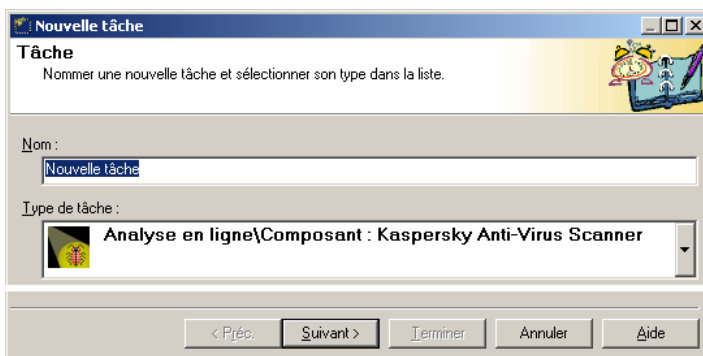 Nouvelle tâche
Tâche
Nommer une nouvelle tâche et sélectionner son type dans la liste.
Nom :
Nouvelle tâche
Type de tâche :
Analyse en ligne\Composant : Kaspersky Anti-Virus Scanner
< Préc. Suivant > Terminer Annuler Aide